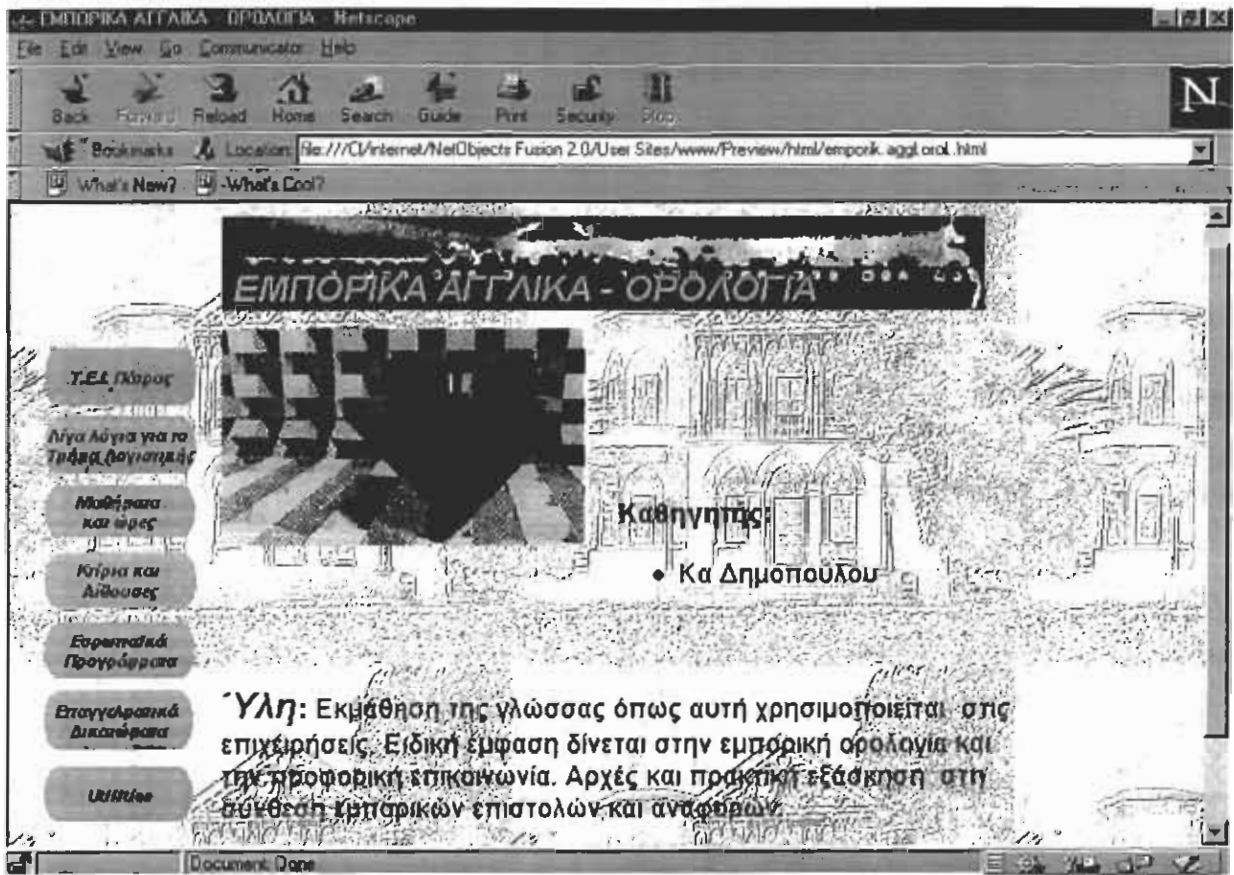 ΕΜΠΟΡΙΚΑ ΑΓΓΛΙΚΑ - ΟΡΟΛΟΓΙΑ - Netscape
File Edit View Go Communicator Help
Back Forward Reload Home Search Guide Print Security Stop
Bookmarks Location: file:///C|/internet/NetObjects Fusion 2.0/User Sites/www/Preview/html/emporik.aggl.orol.html
What's New? What's Cool?
ΕΜΠΟΡΙΚΑ ΑΓΓΛΙΚΑ - ΟΡΟΛΟΓΙΑ
Τ.Ε.Ι. Πάτρας
Λίγα λόγια για το
Τμήμα Λογιστικής
Μαθήματα
και ώρες
Κτίρια και
Αίθουσες
Ευρωπαϊκά
Προγράμματα
Επαγγελματικά
Δικαιώματα
Utilities
Καθηγητής:
• Κα Δημοπούλου
Ύλη: Εκμάθηση της γλώσσας όπως αυτή χρησιμοποιείται στις
επιχειρήσεις. Ειδική έμφαση δίνεται στην εμπορική ορολογία και
την προφορική επικοινωνία. Αρχές και πρακτική εξάσκηση στη
σύνθεση εμπορικών επιστολών και αναφορών.
Document: Done